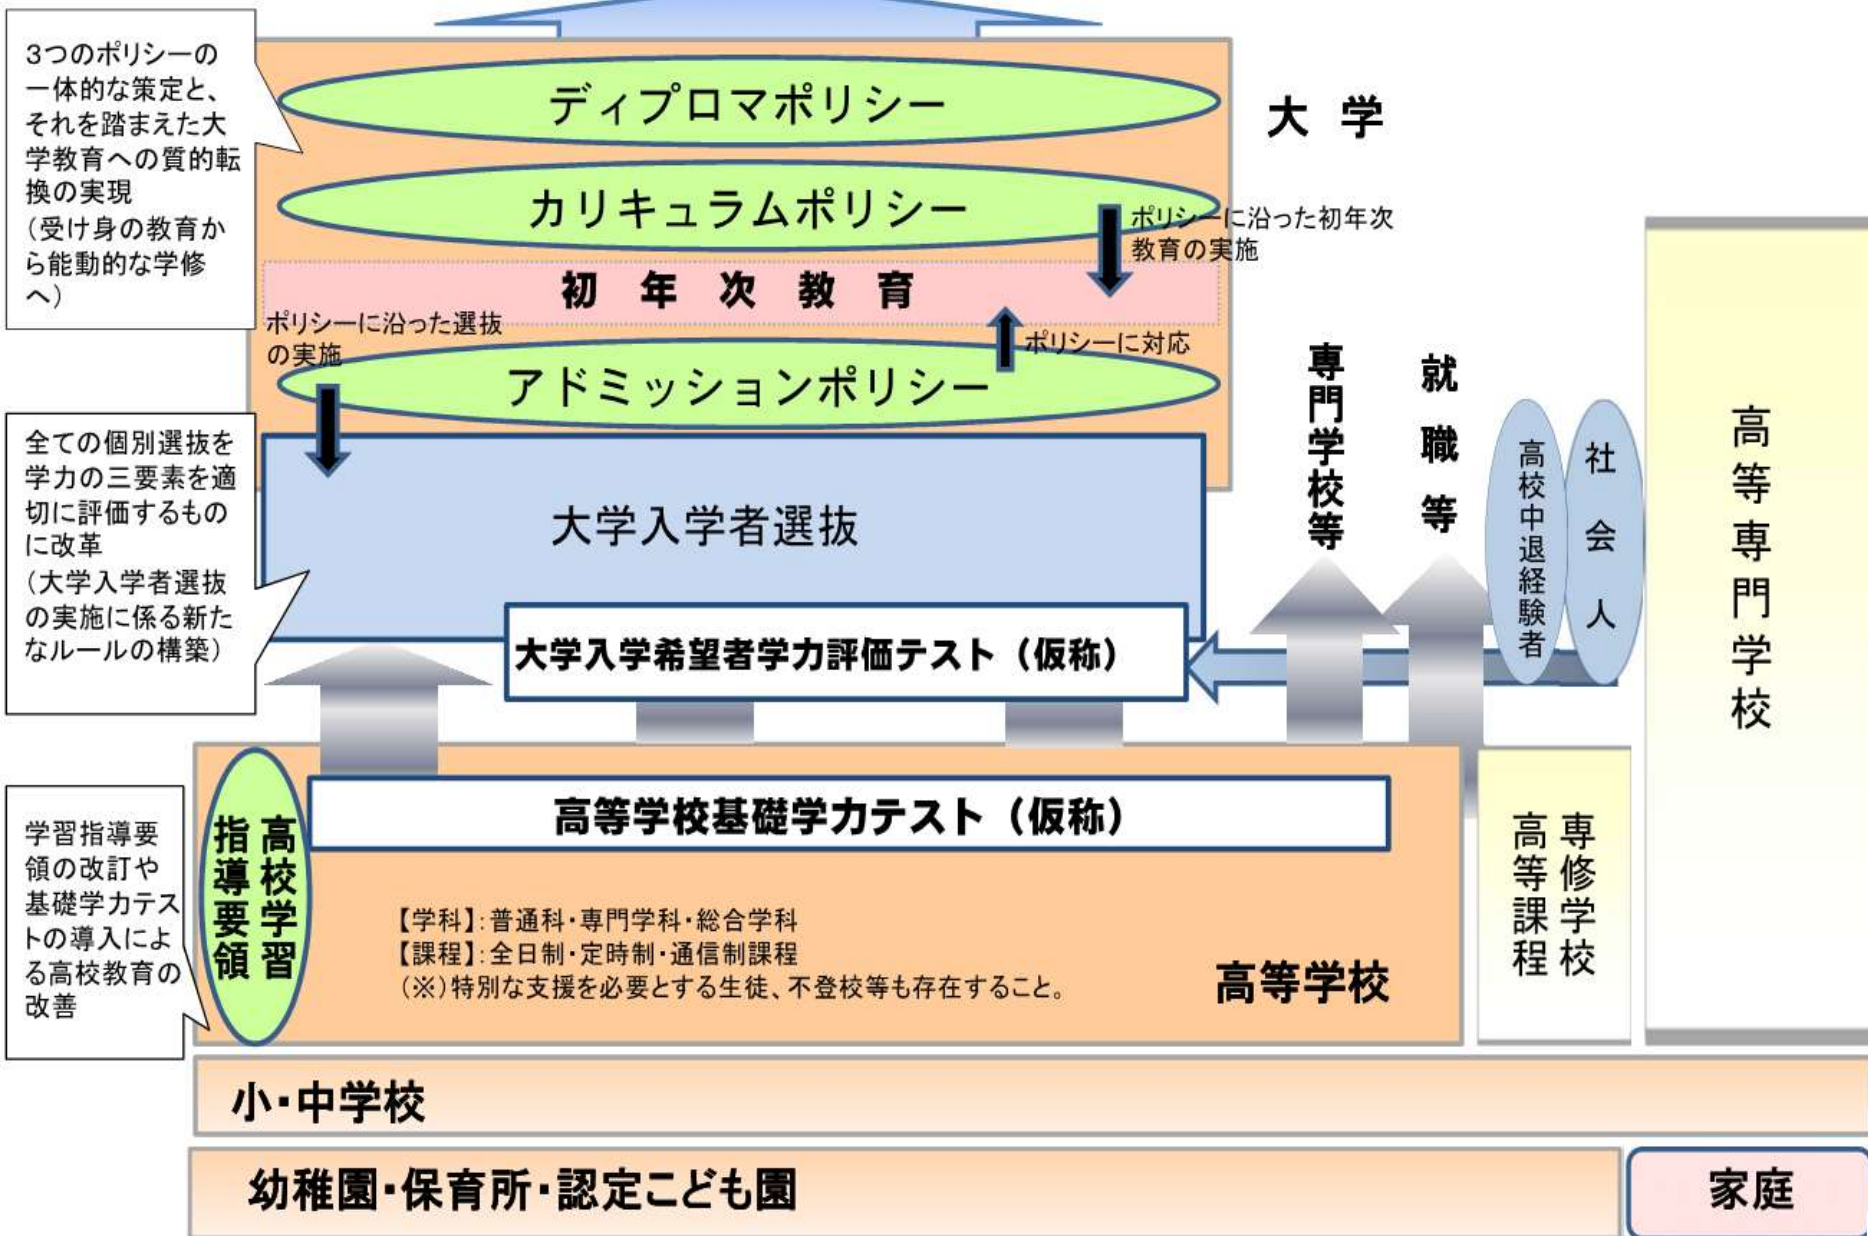 3つのポリシーの
一体的な策定と、
それを踏まえた大
学教育への質的転
換の実現
(受け身の教育か
ら能動的な学修
へ)
ディプロマポリシー
大学
カリキュラムポリシー
ポリシーに沿った初年次
教育の実施
初年次教育
ポリシーに沿った選抜
の実施
ポリシーに対応
アドミッションポリシー
全ての個別選抜を
学力の三要素を適
切に評価するもの
に改革
(大学入学者選抜
の実施に係る新た
なルールの構築)
大学入学者選抜
大学入学希望者学力評価テスト(仮称)
専門学校等
就職等
高校中退経験者
社会人
高等専門学校
学習指導要
領の改訂や
基礎学力テス
トの導入によ
る高校教育の
改善
高校学習
指導要領
高等学校基礎学力テスト(仮称)
【学科】:普通科・専門学科・総合学科
【課程】:全日制・定時制・通信制課程
(※)特別な支援を必要とする生徒、不登校等も存在すること。
高等学校
専修学校
高等課程
小・中学校
幼稚園・保育所・認定こども園
家庭